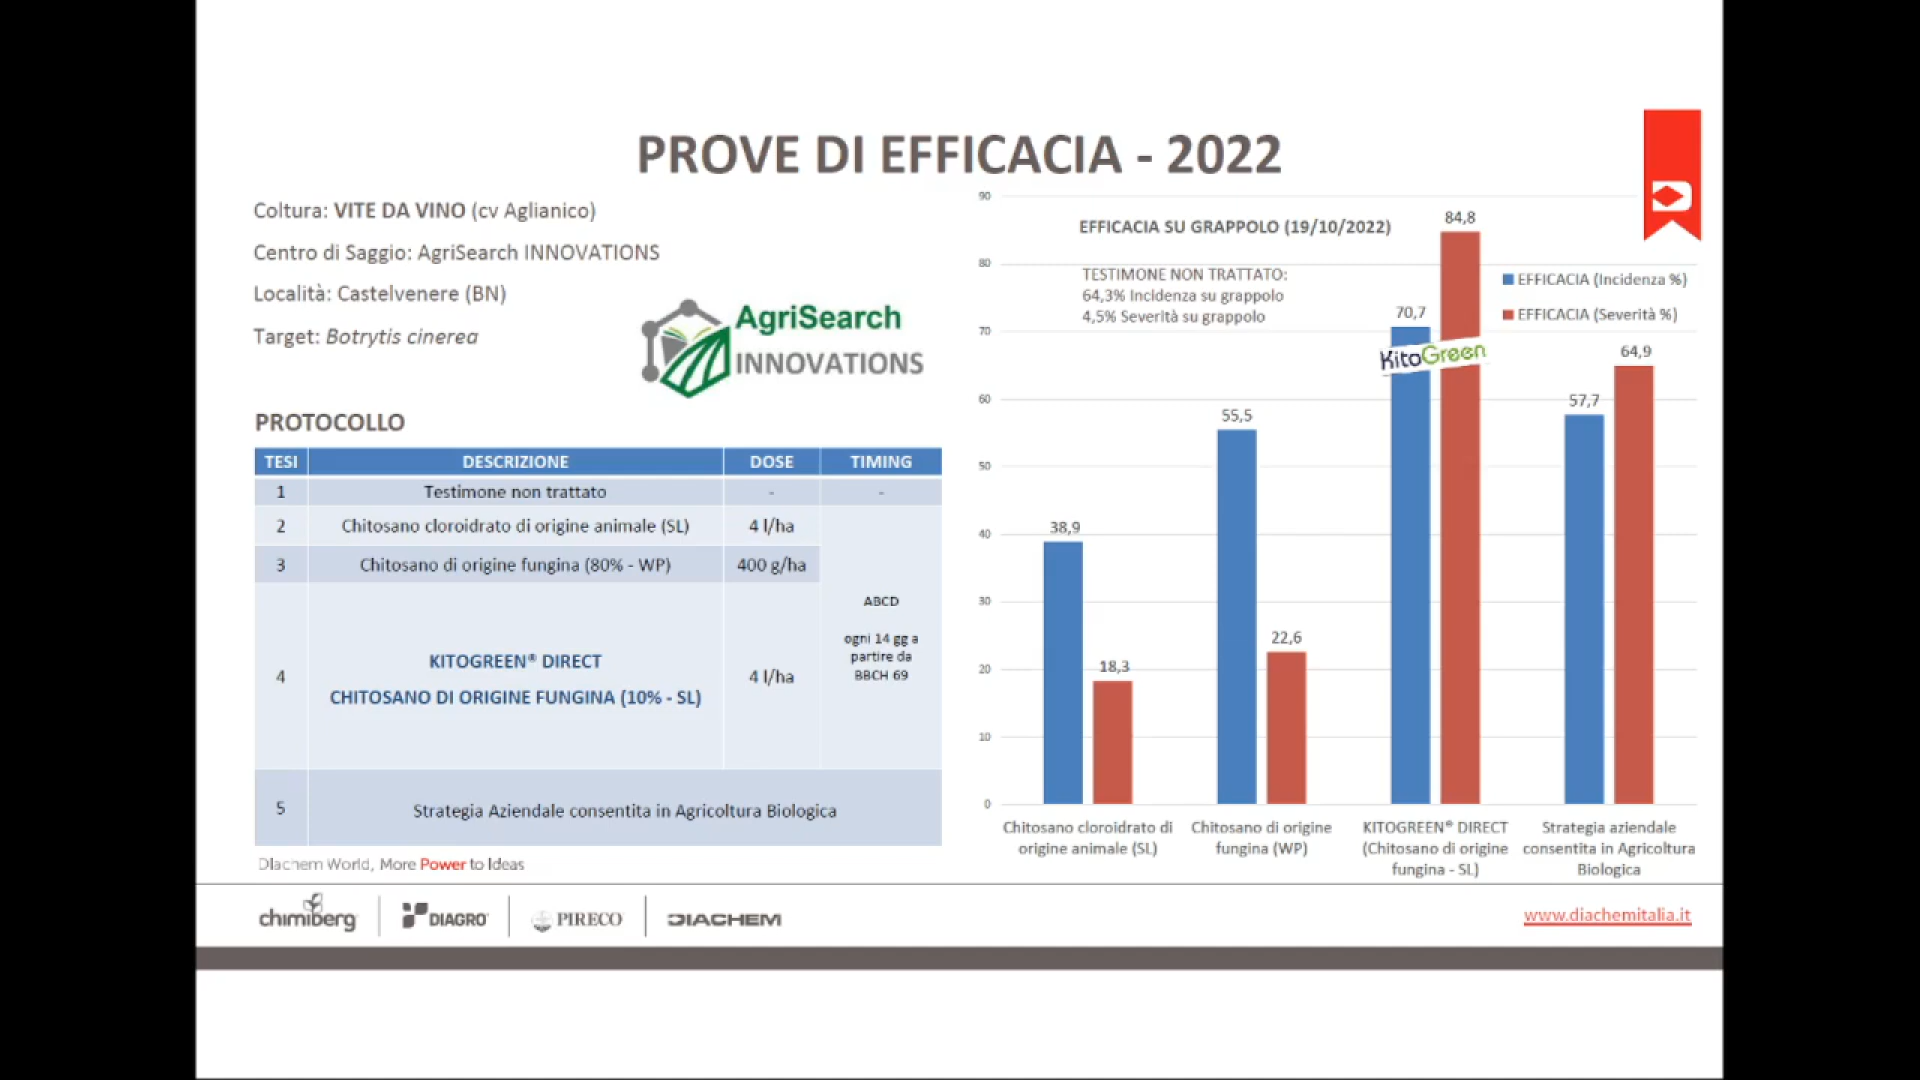 PROVE DI EFFICACIA - 2022
Coltura: VITE DA VINO (cv Aglianico)
Centro di Saggio: AgriSearch INNOVATIONS
Località: Castelvenere (BN)
Target: Botrytis cinerea
AgriSearch
INNOVATIONS
PROTOCOLLO
TESI DESCRIZIONE DOSE TIMING
1 Testimone non trattato - -
2 Chitosano cloroidrato di origine animale (SL) 4 l/ha
3 Chitosano di origine fungina (80% - WP) 400 g/ha
ABCD
ogni 14 gg a
partire da
BBCH 69
4 KITOGREEN® DIRECT
CHITOSANO DI ORIGINE FUNGINA (10% - SL) 4 l/ha
5 Strategia Aziendale consentita in Agricoltura Biologica
EFFICACIA SU GRAPPOLO (19/10/2022)
TESTIMONE NON TRATTATO:
64,3% Incidenza su grappolo
4,5% Severità su grappolo
EFFICACIA (Incidenza %)
EFFICACIA (Severità %)
90
80
70
60
50
40
30
20
10
0
38,9
18,3
55,5
22,6
70,7
84,8
KitoGreen
57,7
64,9
Chitosano cloroidrato di
origine animale (SL)
Chitosano di origine
fungina (WP)
KITOGREEN® DIRECT
(Chitosano di origine
fungina - SL)
Strategia aziendale
consentita in Agricoltura
Biologica
Diachem World, More Power to Ideas
chimiberg
DIAGRO
PIRECO
DIACHEM
www.diachemitalia.it